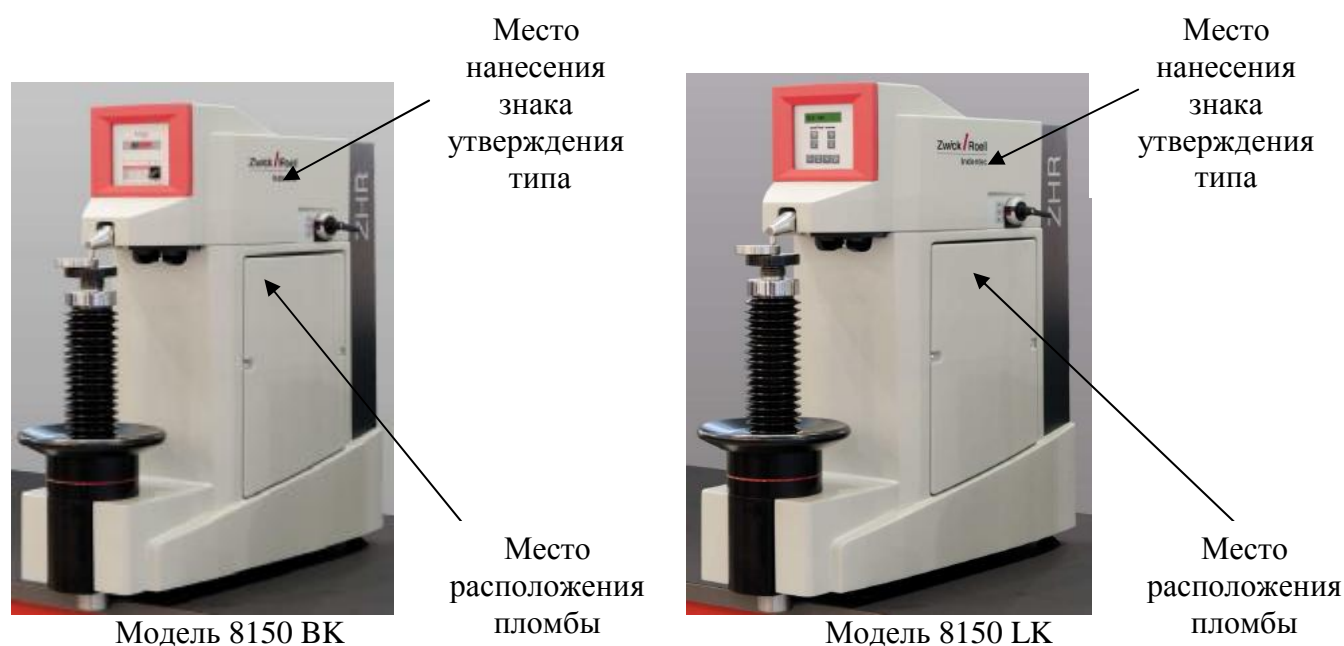 Место
нанесения
знака
утверждения
типа
Место
нанесения
знака
утверждения
типа
Zwick Roell
ZHR
Zwick Roell
Indentec
ZHR
Место
расположения
пломбы
Место
расположения
пломбы
Модель 8150 BK
Модель 8150 LK